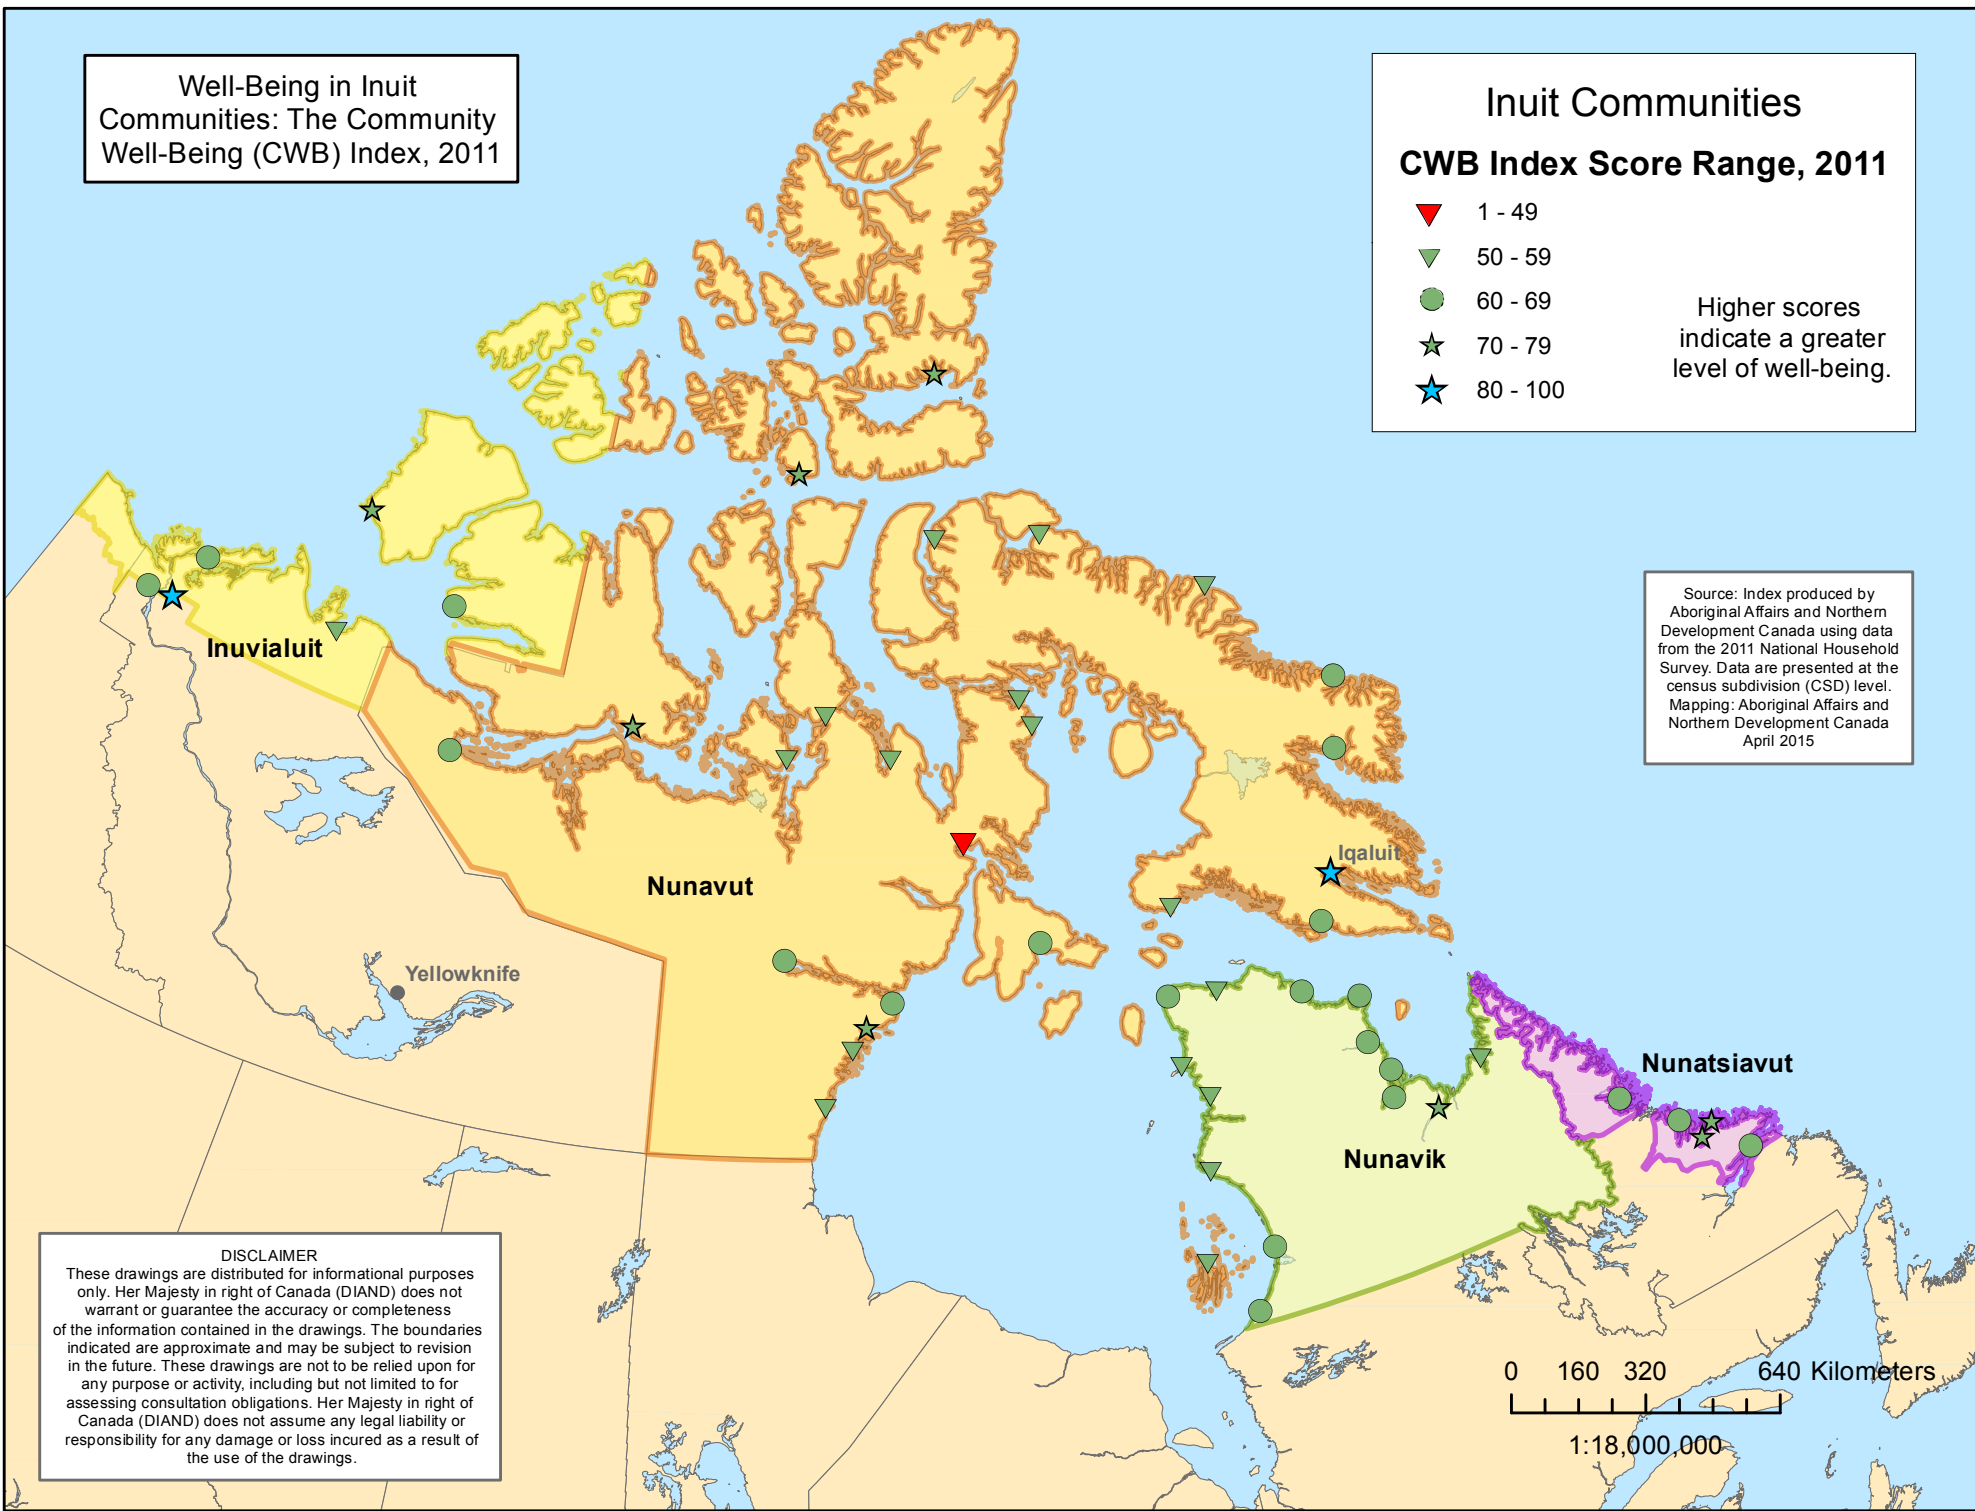 Well-Being in Inuit
Communities: The Community
Well-Being (CWB) Index, 2011
Inuit Communities
CWB Index Score Range, 2011
1 - 49
50 - 59
60 - 69
70 - 79
80 - 100
Higher scores
indicate a greater
level of well-being.
Source: Index produced by
Aboriginal Affairs and Northern
Development Canada using data
from the 2011 National Household
Survey. Data are presented at the
census subdivision (CSD) level.
Mapping: Aboriginal Affairs and
Northern Development Canada
April 2015
Inuvialuit
Nunavut
Iqaluit
Yellowknife
Nunatsiavut
Nunavik
DISCLAIMER
These drawings are distributed for informational purposes
only. Her Majesty in right of Canada (DIAND) does not
warrant or guarantee the accuracy or completeness
of the information contained in the drawings. The boundaries
indicated are approximate and may be subject to revision
in the future. These drawings are not to be relied upon for
any purpose or activity, including but not limited to for
assessing consultation obligations. Her Majesty in right of
Canada (DIAND) does not assume any legal liability or
responsibility for any damage or loss incured as a result of
the use of the drawings.
0 160 320 640 Kilometers
1:18,000,000